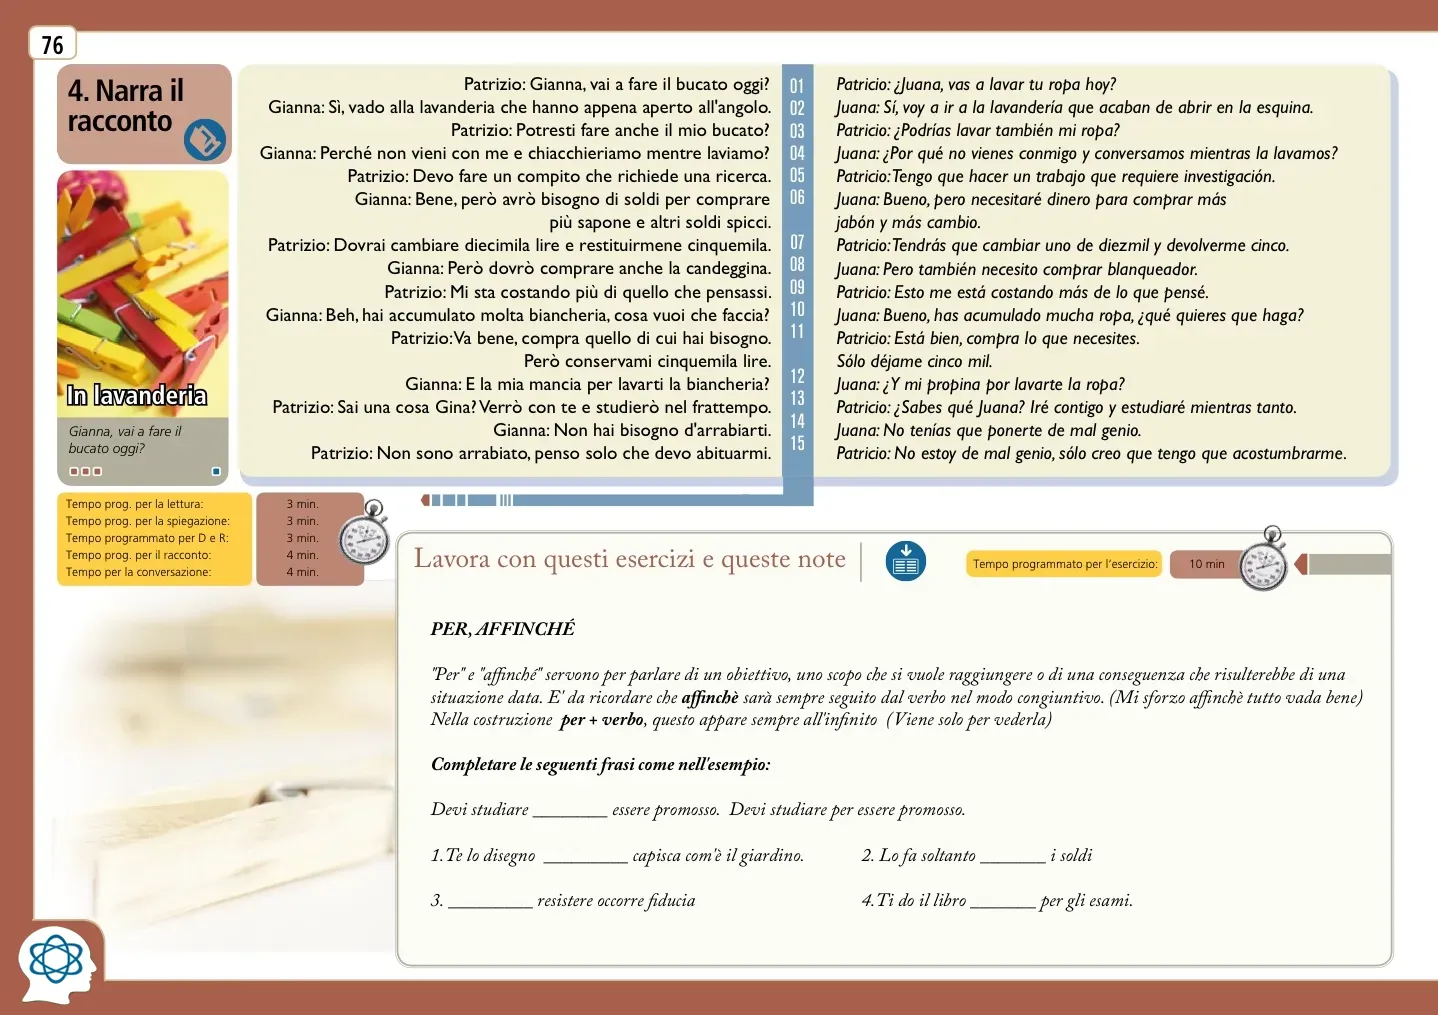 76
4. Narra il
racconto
In lavanderia
Gianna, vai a fare il
bucato oggi?
Patrizio: Gianna, vai a fare il bucato oggi?
Gianna: Sì, vado alla lavanderia che hanno appena aperto all'angolo.
Patrizio: Potresti fare anche il mio bucato?
Gianna: Perché non vieni con me e chiacchieriamo mentre laviamo?
Patrizio: Devo fare un compito che richiede una ricerca.
Gianna: Bene, però avrò bisogno di soldi per comprare
più sapone e altri soldi spicci.
Patrizio: Dovrai cambiare diecimila lire e restituirmene cinquemila.
Gianna: Però dovrò comprare anche la candeggina.
Patrizio: Mi sta costando più di quello che pensassi.
Gianna: Beh, hai accumulato molta biancheria, cosa vuoi che faccia?
Patrizio:Va bene, compra quello di cui hai bisogno.
Però conservami cinquemila lire.
Gianna: E la mia mancia per lavarti la biancheria?
Patrizio: Sai una cosa Gina? Verrò con te e studierò nel frattempo.
Gianna: Non hai bisogno d'arrabiarti.
Patrizio: Non sono arrabiato, penso solo che devo abituarmi.
01
02
03
04
05
06
07
08
09
10
11
12
13
14
15
Patricio: ¿Juana, vas a lavar tu ropa hoy?
Juana: Sí, voy a ir a la lavandería que acaban de abrir en la esquina.
Patricio: ¿Podrías lavar también mi ropa?
Juana: ¿Por qué no vienes conmigo y conversamos mientras la lavamos?
Patricio:Tengo que hacer un trabajo que requiere investigación.
Juana: Bueno, pero necesitaré dinero para comprar más
jabón y más cambio.
Patricio:Tendrás que cambiar uno de diezmil y devolverme cinco.
Juana: Pero también necesito comprar blanqueador.
Patricio: Esto me está costando más de lo que pensé.
Juana: Bueno, has acumulado mucha ropa, ¿qué quieres que haga?
Patricio: Está bien, compra lo que necesites.
Sólo déjame cinco mil.
Juana: ¿Y mi propina por lavarte la ropa?
Patricio: ¿Sabes qué Juana? Iré contigo y estudiaré mientras tanto.
Juana: No tenías que ponerte de mal genio.
Patricio: No estoy de mal genio, sólo creo que tengo que acostumbrarme.
Tempo prog. per la lettura: 3 min.
Tempo prog. per la spiegazione: 3 min.
Tempo programmato per D e R: 3 min.
Tempo prog. per il racconto: 4 min.
Tempo per la conversazione: 4 min.
Lavora con questi esercizi e queste note
Tempo programmato per l'esercizio: 10 min
PER, AFFINCHÉ
"Per" e "affinché" servono per parlare di un obiettivo, uno scopo che si vuole raggiungere o di una conseguenza che risulterebbe di una
situazione data. E' da ricordare che affinchè sarà sempre seguito dal verbo nel modo congiuntivo. (Mi sforzo affinchè tutto vada bene)
Nella costruzione per + verbo, questo appare sempre all'infinito (Viene solo per vederla)
Completare le seguenti frasi come nell'esempio:
Devi studiare ________ essere promosso. Devi studiare per essere promosso.
1.Te lo disegno _________ capisca com'è il giardino. 2. Lo fa soltanto _______ i soldi
3. _________ resistere occorre fiducia 4.Ti do il libro _______ per gli esami.